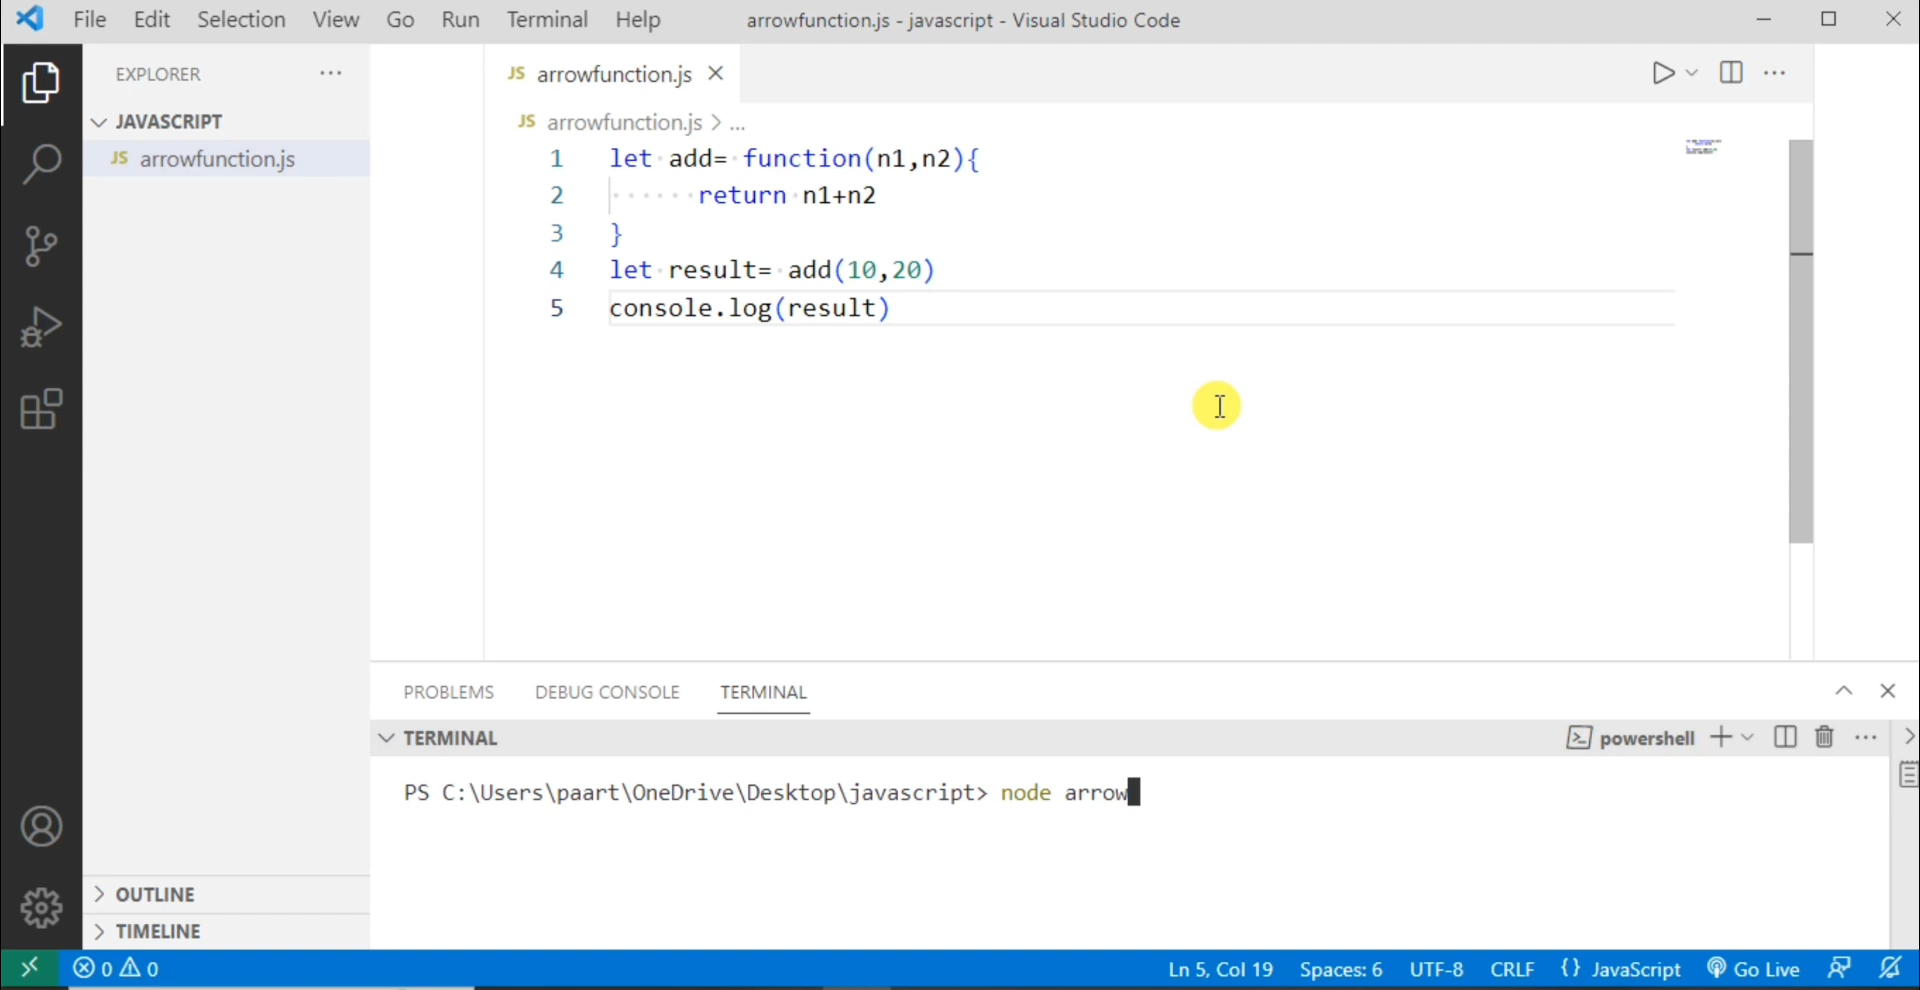 File Edit Selection View Go Run Terminal Help arrowfunction.js - javascript - Visual Studio Code
EXPLORER ...
JAVASCRIPT
JS arrowfunction.js
JS arrowfunction.js
JS arrowfunction.js > ...
1 let add= function(n1,n2){
2 return n1+n2
3 }
4 let result= add(10,20)
5 console.log(result)
PROBLEMS DEBUG CONSOLE TERMINAL
TERMINAL
powershell
PS C:\Users\paart\OneDrive\Desktop\javascript> node arrow
OUTLINE
TIMELINE
0 0 Ln 5, Col 19 Spaces: 6 UTF-8 CRLF {} JavaScript Go Live